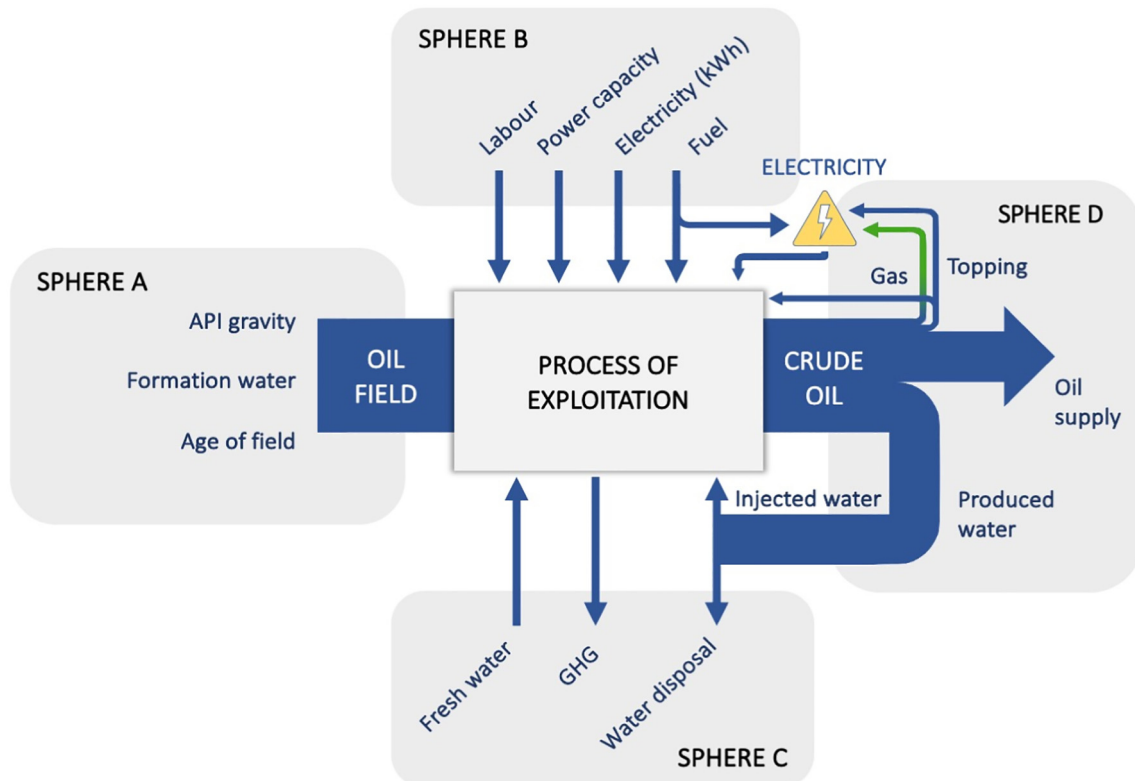 SPHERE B
Labour
Power capacity
Electricity (kWh)
Fuel
ELECTRICITY
SPHERE D
Gas
Topping
SPHERE A
API gravity
Formation water
Age of field
OIL
FIELD
PROCESS OF
EXPLOITATION
CRUDE
OIL
Oil
supply
Injected water
Produced
water
Fresh water
GHG
Water disposal
SPHERE C